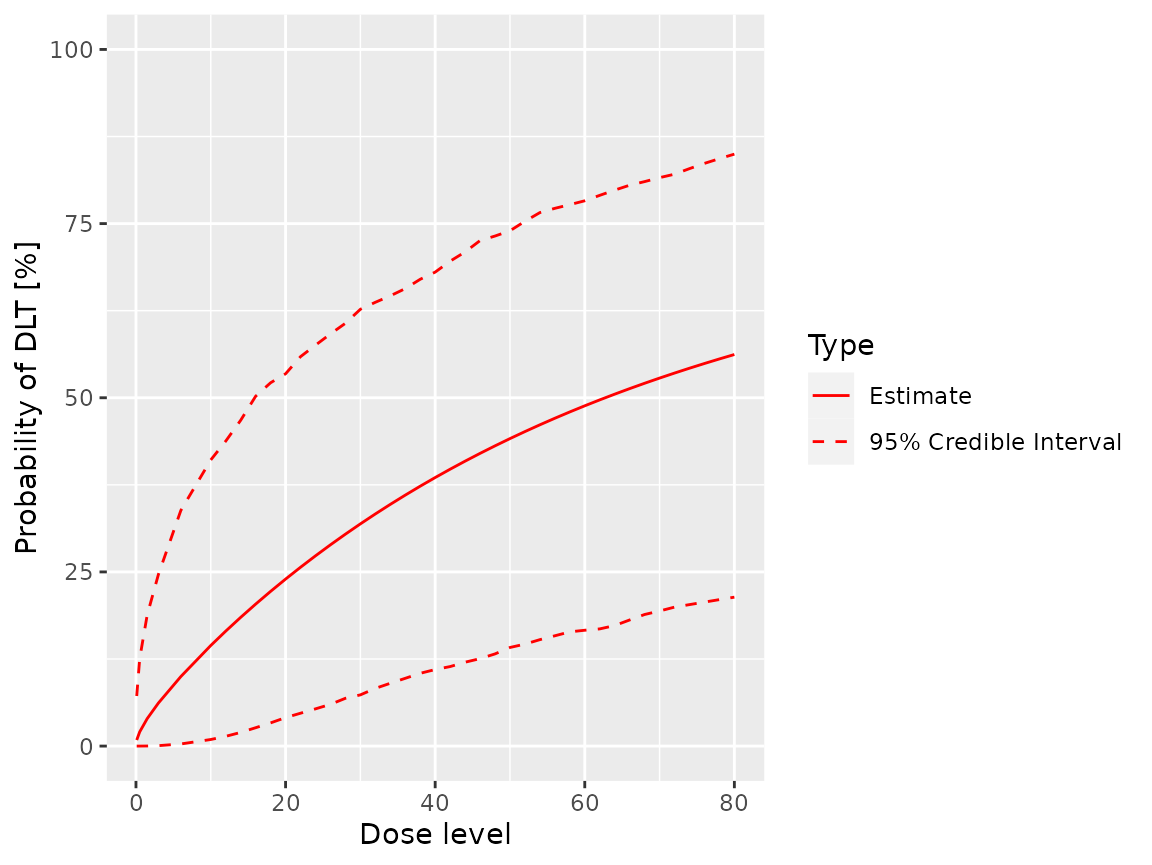 Probability of DLT [%]
100
75
50
25
0
0 20 40 60 80
Dose level
Type
Estimate
95% Credible Interval